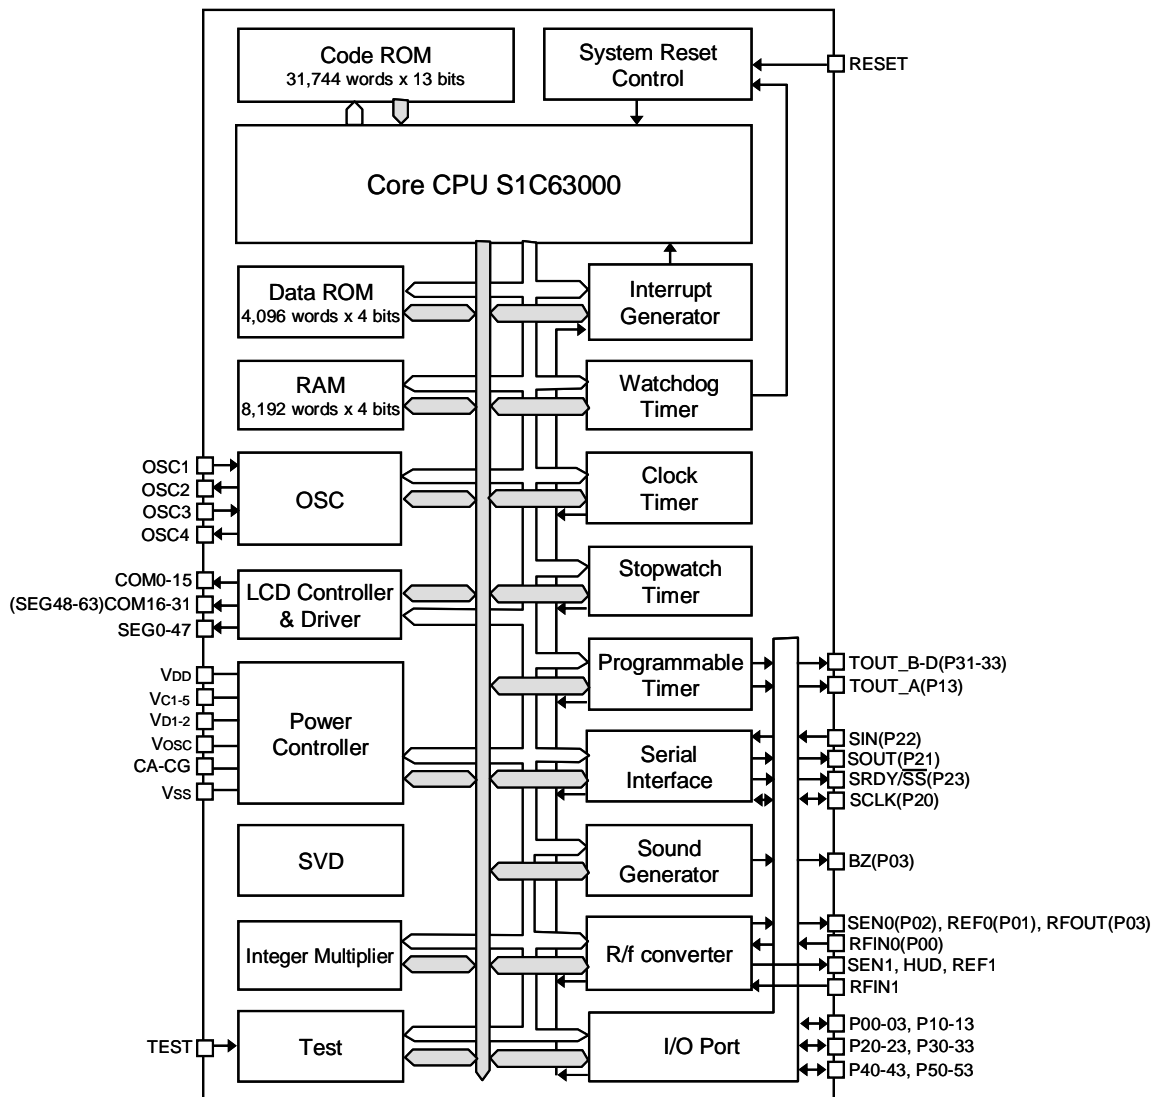 Code ROM
31,744 words x 13 bits
System Reset
Control
RESET
Core CPU S1C63000
Data ROM
4,096 words x 4 bits
Interrupt
Generator
RAM
8,192 words x 4 bits
Watchdog
Timer
OSC1
OSC2
OSC3
OSC4
OSC
Clock
Timer
COM0-15
(SEG48-63)COM16-31
SEG0-47
LCD Controller
& Driver
Stopwatch
Timer
VDD
VC1-5
VD1-2
VOSC
CA-CG
VSS
Power
Controller
Programmable
Timer
TOUT_B-D(P31-33)
TOUT_A(P13)
Serial
Interface
SIN(P22)
SOUT(P21)
SRDY/SS(P23)
SCLK(P20)
SVD
Sound
Generator
BZ(P03)
Integer Multiplier
R/f converter
SEN0(P02), REF0(P01), RFOUT(P03)
RFIN0(P00)
SEN1, HUD, REF1
RFIN1
TEST
Test
I/O Port
P00-03, P10-13
P20-23, P30-33
P40-43, P50-53